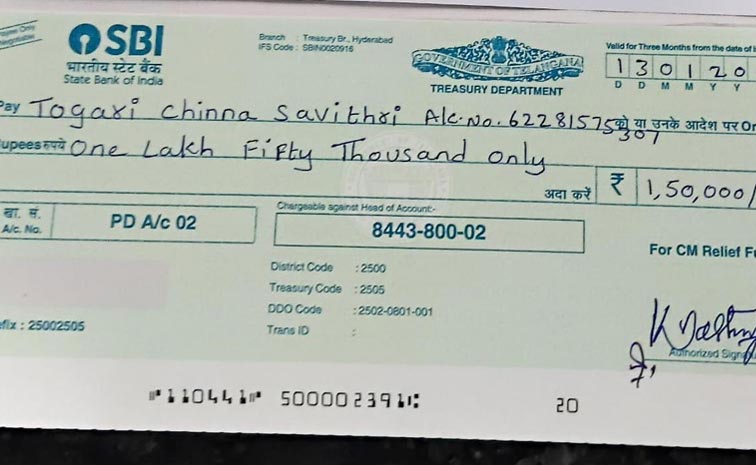 Payee Only
SBI
भारतीय स्टेट बैंक
State Bank of India
Branch : Treasury Br., Hyderabad
IFS Code : SBIN0020916
GOVERNMENT OF TELANGANA
TREASURY DEPARTMENT
Valid for Three Months from the date of
1 3 0 1 2 0
D D M M Y Y
Pay Togari Chinna Savithri A/c. No. 62281575307 को या उनके आदेश पर Or
Rupees रुपये One Lakh Fifty Thousand only
अदा करें ₹ 1,50,000/
खा. सं.
A/c. No.
PD A/c 02
Chargeable against Head of Account:-
8443-800-02
For CM Relief Fu
District Code : 2500
Treasury Code : 2505
DDO Code : 2502-0801-001
Trans ID :
efix : 25002505
Authorized Sign
⑈110441⑈ 500002391⑆ 20